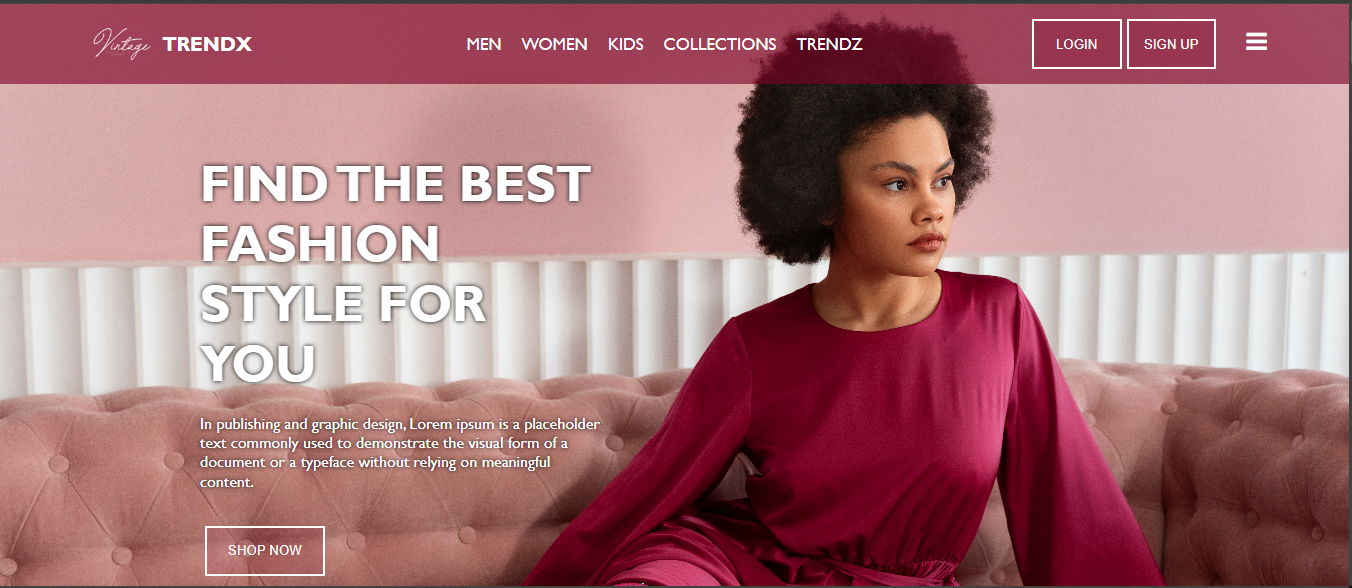 Vintage TRENDX
MEN WOMEN KIDS COLLECTIONS TRENDZ
LOGIN SIGN UP
FIND THE BEST
FASHION
STYLE FOR
YOU
In publishing and graphic design, Lorem ipsum is a placeholder
text commonly used to demonstrate the visual form of a
document or a typeface without relying on meaningful
content.
SHOP NOW